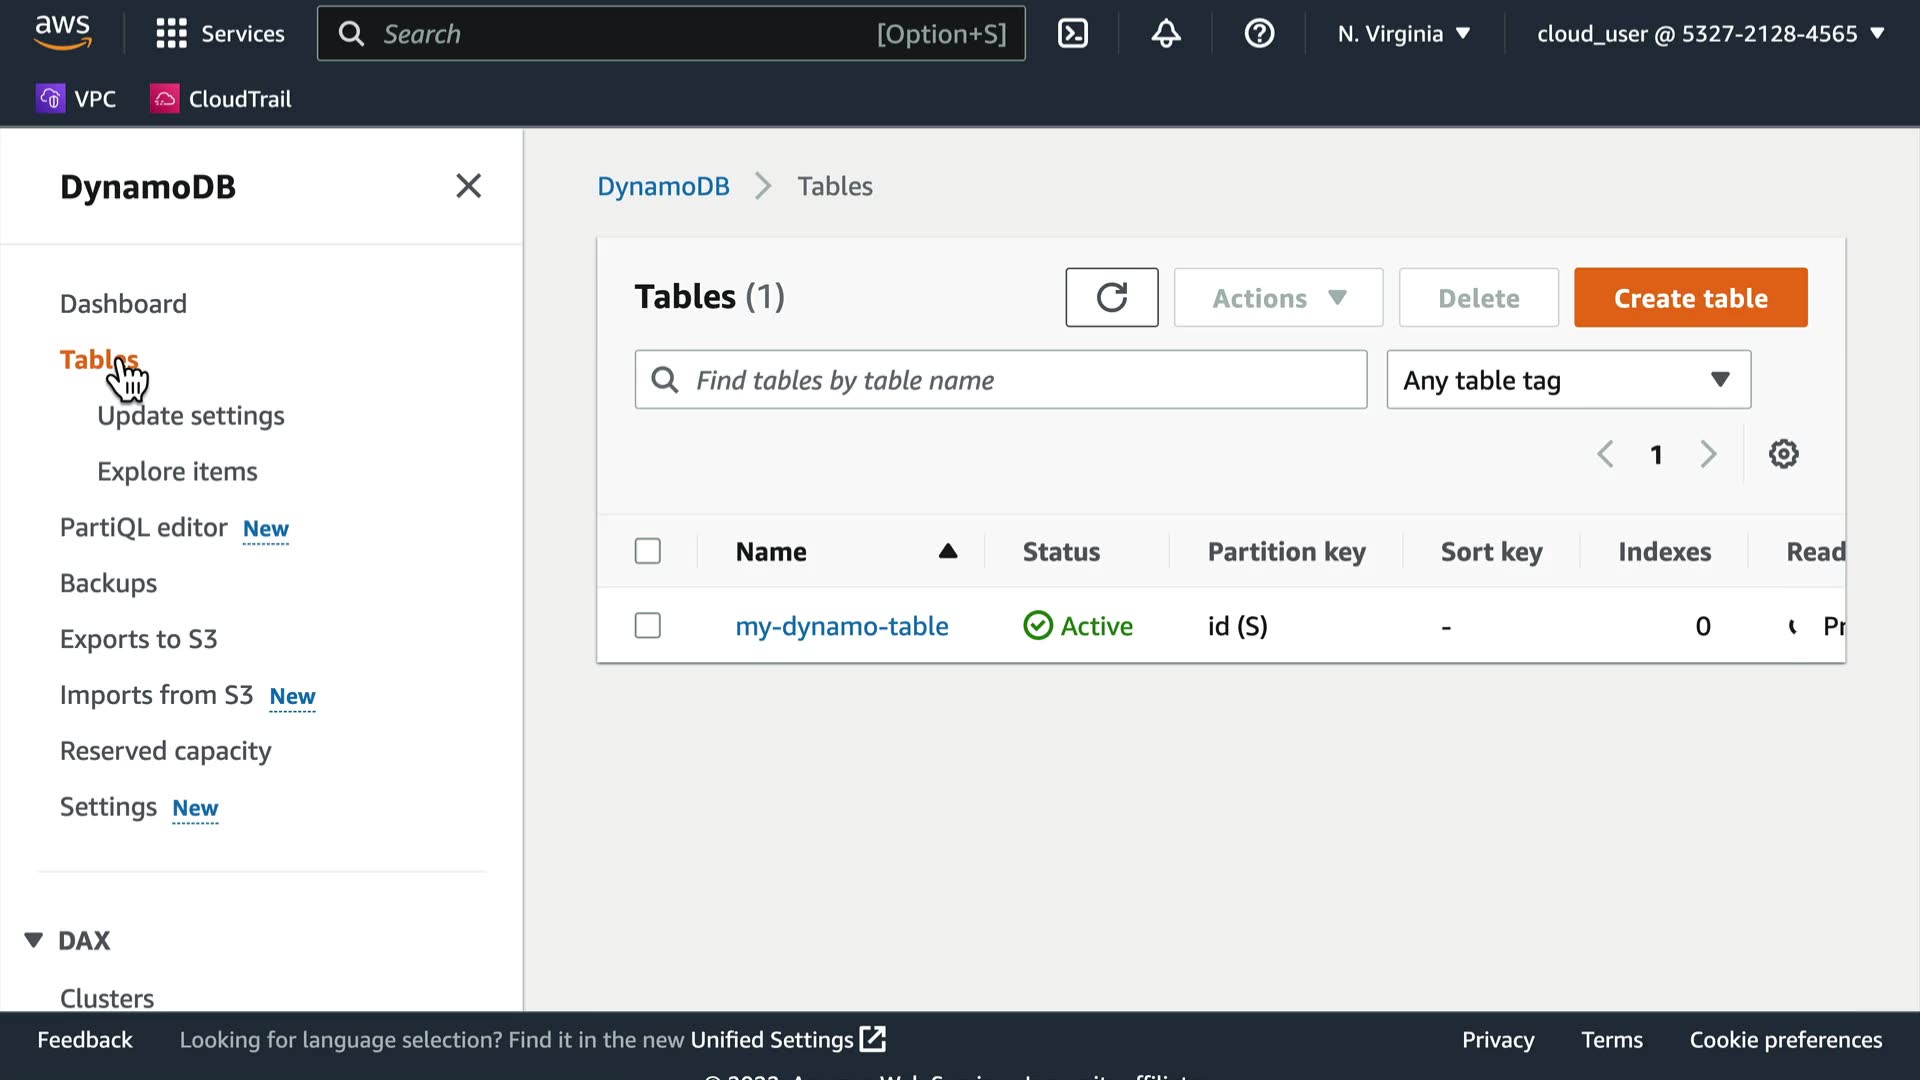 aws
Services
Search
[Option+S]
N. Virginia
cloud_user @ 5327-2128-4565
VPC
CloudTrail
DynamoDB
Dashboard
Tables
Update settings
Explore items
PartiQL editor New
Backups
Exports to S3
Imports from S3 New
Reserved capacity
Settings New
DAX
Clusters
DynamoDB
Tables
Tables (1)
Actions
Delete
Create table
Find tables by table name
Any table tag
1
Name
Status
Partition key
Sort key
Indexes
Read
my-dynamo-table
Active
id (S)
-
0
Pr
Feedback
Looking for language selection? Find it in the new Unified Settings
Privacy
Terms
Cookie preferences